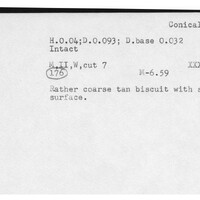 Conical
H.0.04;D.0.093; D.base 0.032
Intact
H.II,W,cut 7 XXX
176 M-6.59
Rather coarse tan biscuit with
surface.